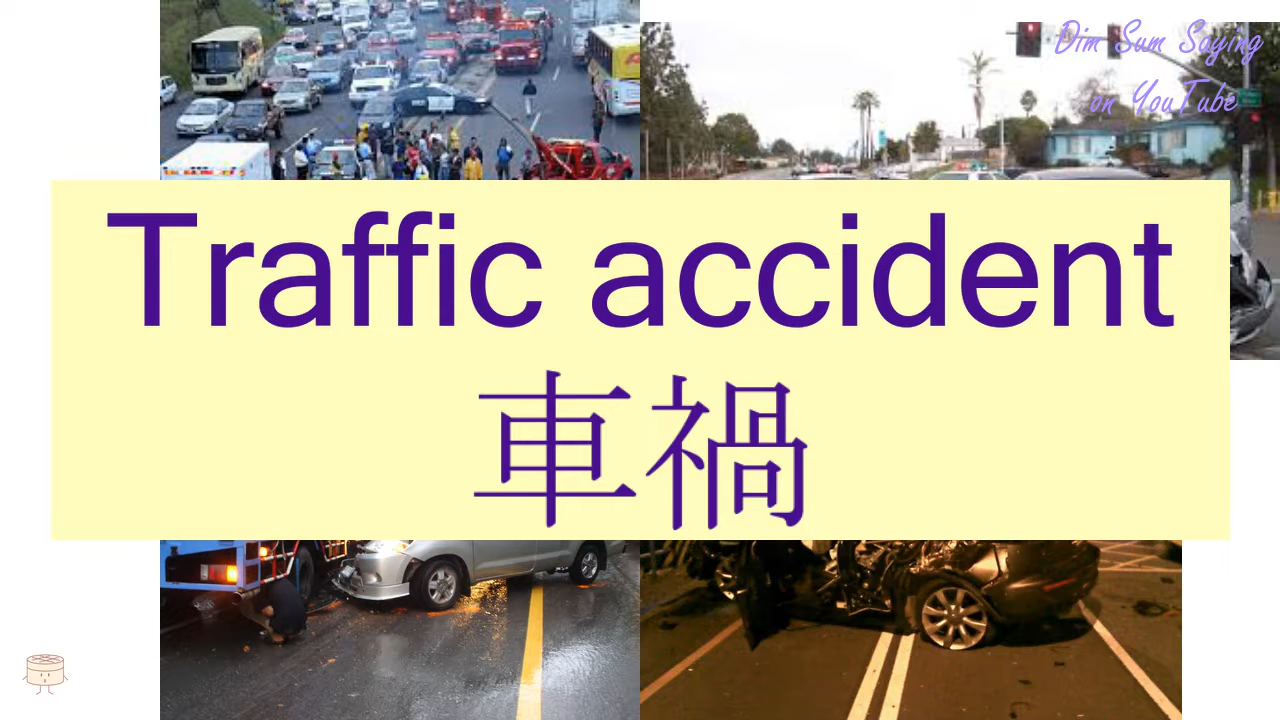 Dim Sum Saying
on YouTube
Traffic accident
車禍